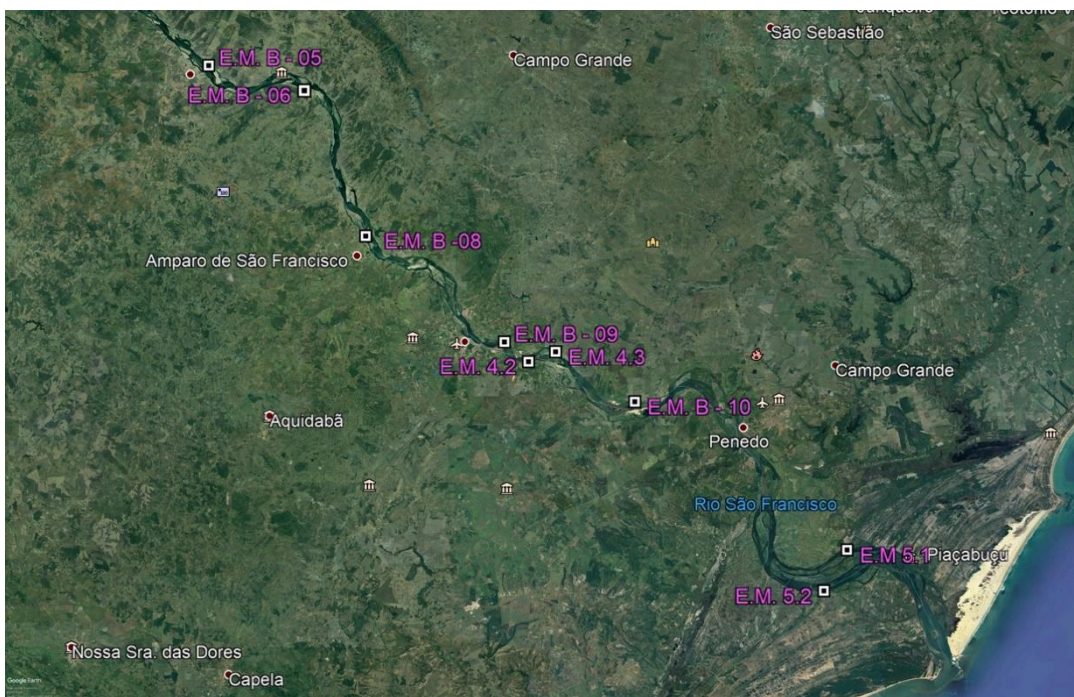 São Sebastião
E.M. B - 05
Campo Grande
E.M. B - 06
E.M. B -08
Amparo de São Francisco
E.M. B - 09
E.M. 4.3
E.M. 4.2
Campo Grande
E.M. B - 10
Aquidabã
Penedo
Rio São Francisco
E.M 5.1
Piaçabuçu
E.M. 5.2
Nossa Sra. das Dores
Capela
Google Earth